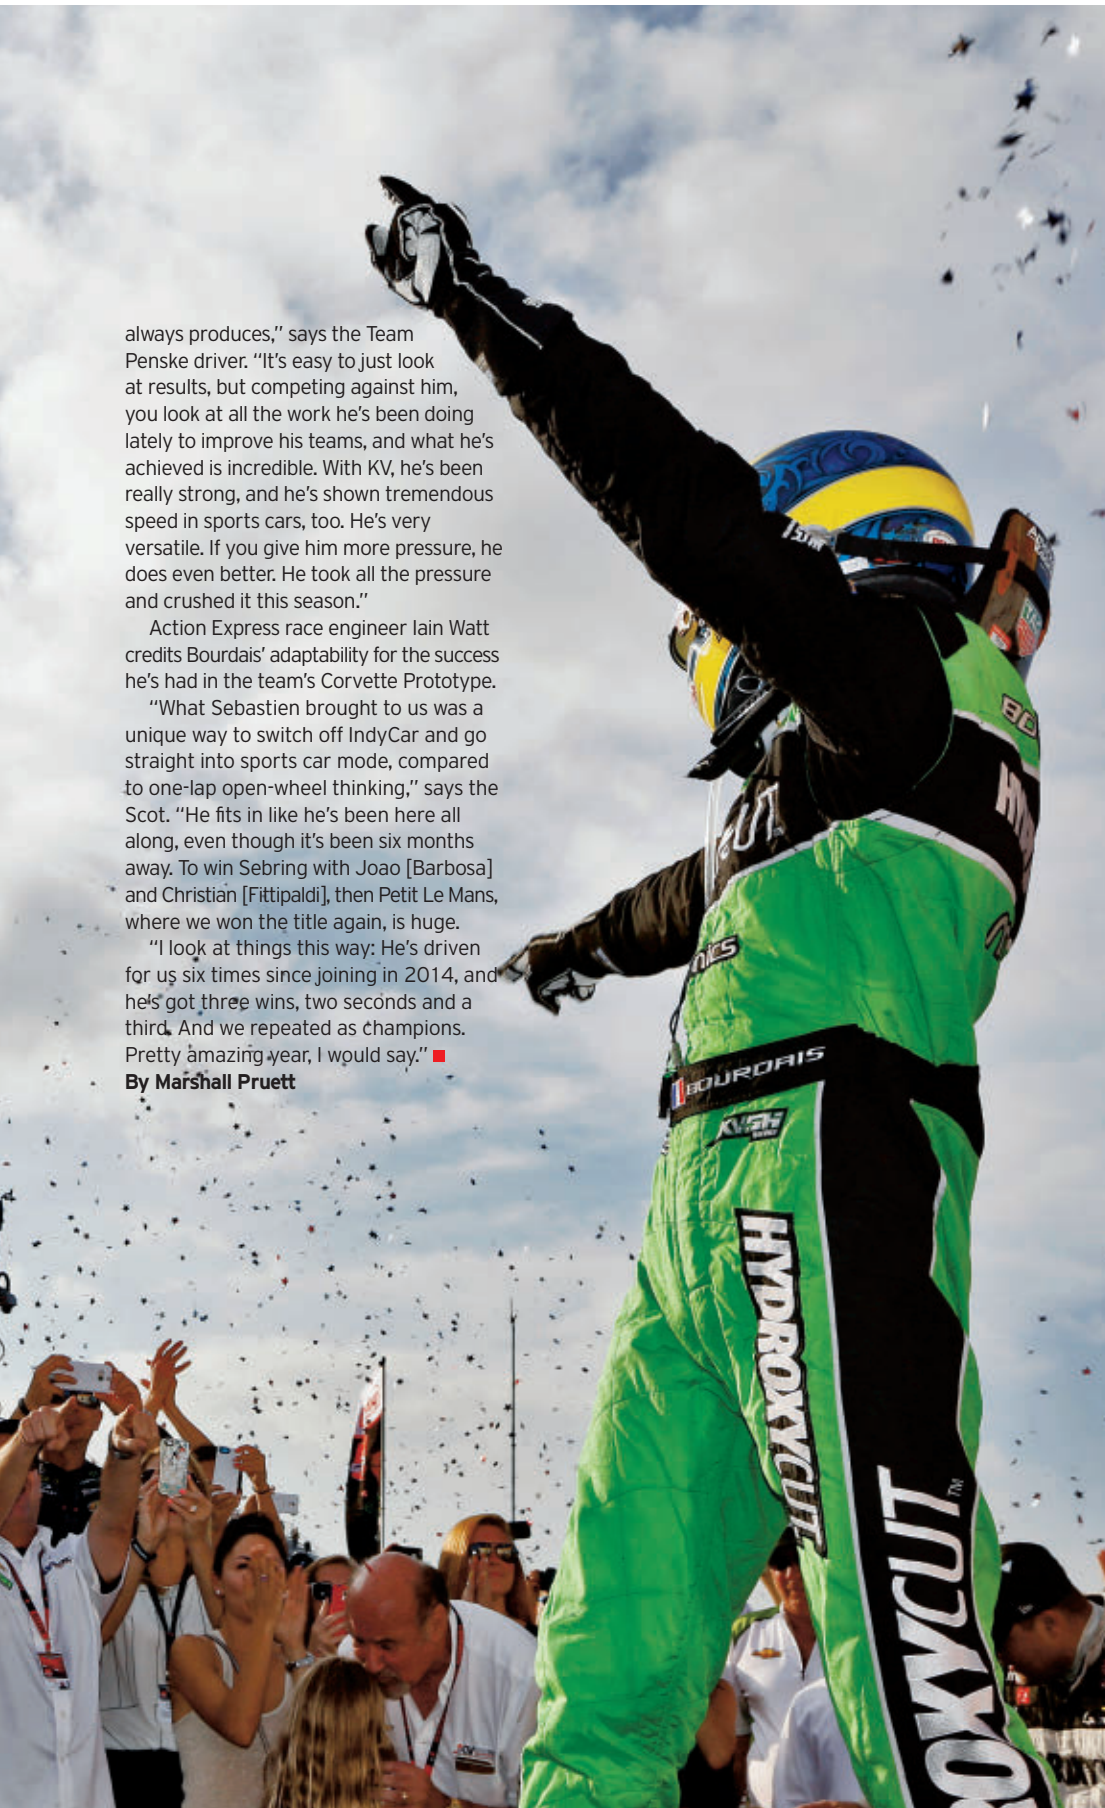 always produces,” says the Team
Penske driver. “It’s easy to just look
at results, but competing against him,
you look at all the work he’s been doing
lately to improve his teams, and what he’s
achieved is incredible. With KV, he’s been
really strong, and he’s shown tremendous
speed in sports cars, too. He’s very
versatile. If you give him more pressure, he
does even better. He took all the pressure
and crushed it this season.”
Action Express race engineer Iain Watt
credits Bourdais’ adaptability for the success
he’s had in the team’s Corvette Prototype.
“What Sebastien brought to us was a
unique way to switch off IndyCar and go
straight into sports car mode, compared
to one-lap open-wheel thinking,” says the
Scot. “He fits in like he’s been here all
along, even though it’s been six months
away. To win Sebring with Joao [Barbosa]
and Christian [Fittipaldi], then Petit Le Mans,
where we won the title again, is huge.
“I look at things this way: He’s driven
for us six times since joining in 2014, and
he’s got three wins, two seconds and a
third. And we repeated as champions.
Pretty amazing year, I would say.”
By Marshall Pruett
BOURDAIS
KVSH
HYDROXYCUT
OXYCUT™